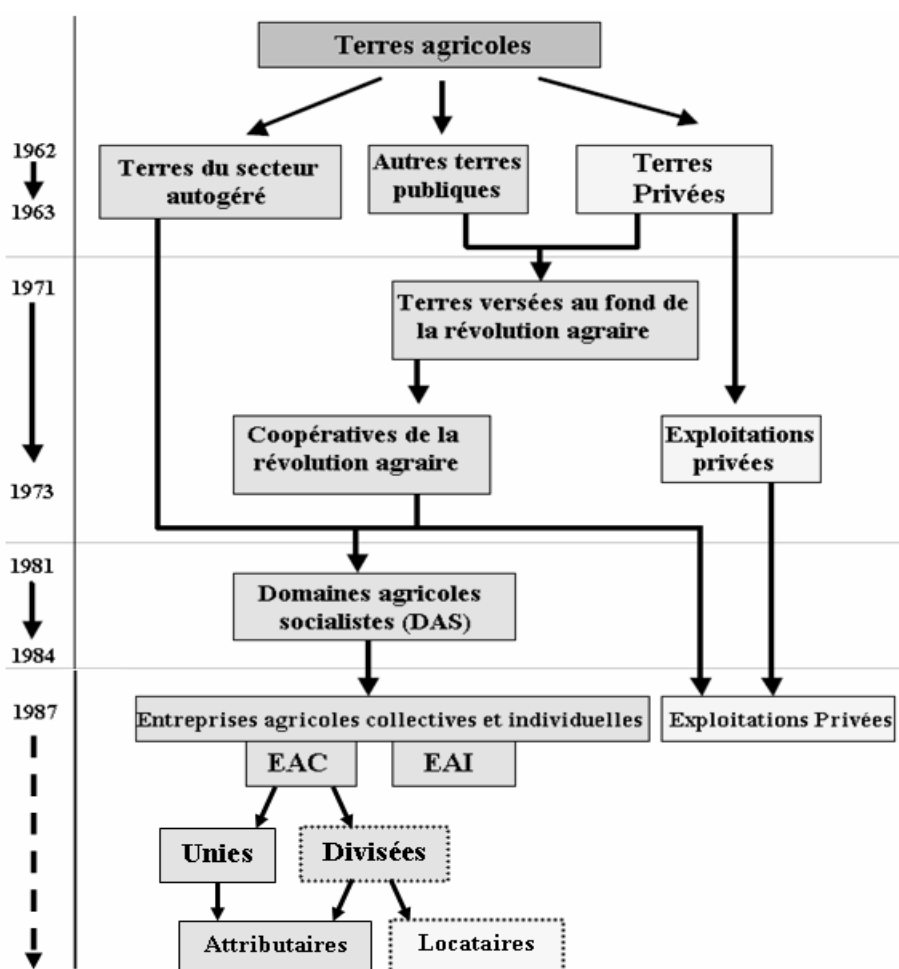 Terres agricoles
1962
1963
Terres du secteur
autogéré
Autres terres
publiques
Terres
Privées
1971
Terres versées au fond de
la révolution agraire
Coopératives de la
révolution agraire
Exploitations
privées
1973
1981
Domaines agricoles
socialistes (DAS)
1984
1987
Entreprises agricoles collectives et individuelles
Exploitations Privées
EAC
EAI
Unies
Divisées
Attributaires
Locataires